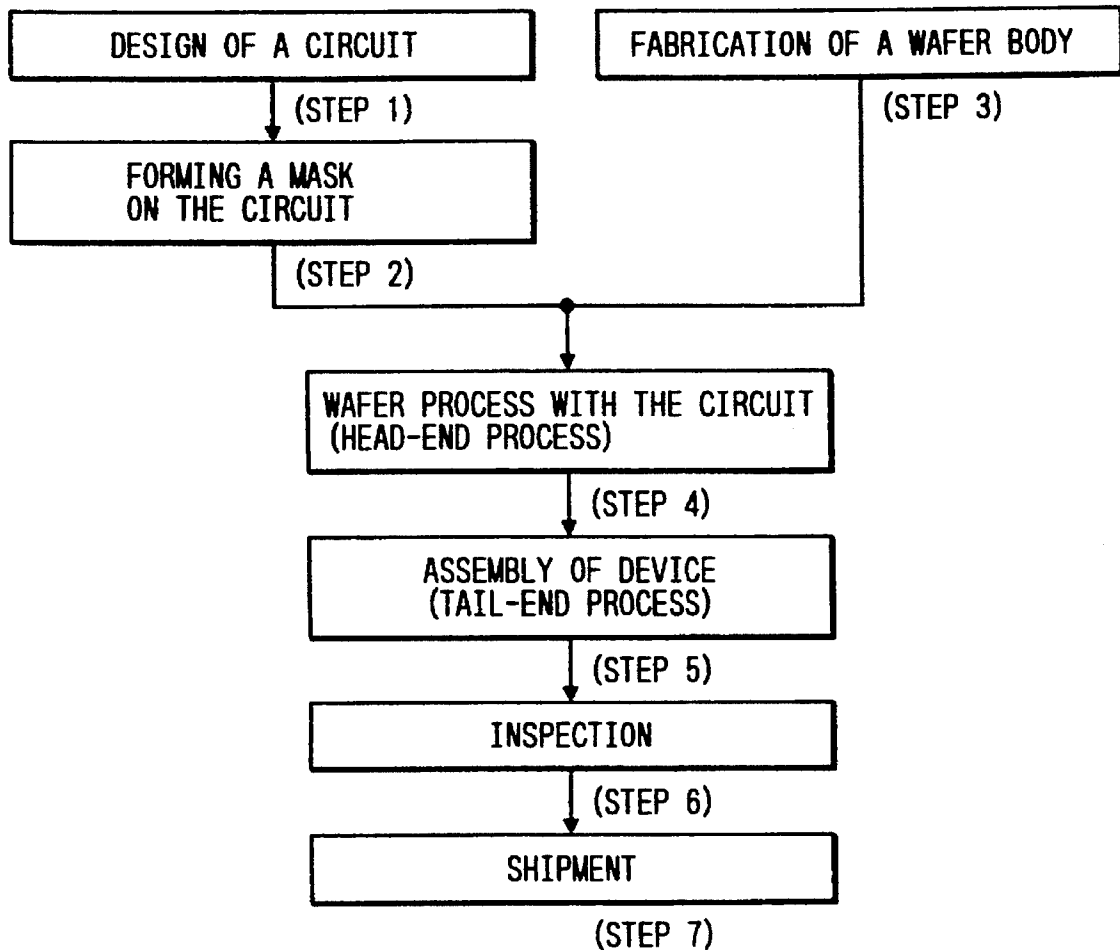 DESIGN OF A CIRCUIT
FABRICATION OF A WAFER BODY
(STEP 1)
(STEP 3)
FORMING A MASK
ON THE CIRCUIT
(STEP 2)
WAFER PROCESS WITH THE CIRCUIT
(HEAD-END PROCESS)
(STEP 4)
ASSEMBLY OF DEVICE
(TAIL-END PROCESS)
(STEP 5)
INSPECTION
(STEP 6)
SHIPMENT
(STEP 7)